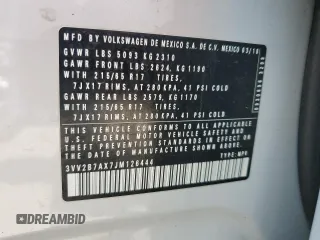 MFD. BY VOLKSWAGEN DE MEXICO S.A. DE C.V. MEXICO 03/18
GVWR LBS 5093 KG 2310
GAWR FRONT LBS 2624, KG 1190
WITH 215/65 R17 TIRES.
7JX17 RIMS, AT 280 KPA, 41 PSI COLD
GAWR REAR LBS 2579, KG 1170
WITH 215/65 R17 TIRES.
7JX17 RIMS, AT 280 KPA, 41 PSI COLD
THIS VEHICLE CONFORMS TO ALL APPLICABLE
U.S. FEDERAL MOTOR VEHICLE SAFETY AND
THEFT PREVENTION STANDARDS IN EFFECT ON
THE DATE OF MANUFACTURE SHOWN ABOVE.
3VV2B7AX7JM126444 TYPE: MPV
DREAMBID